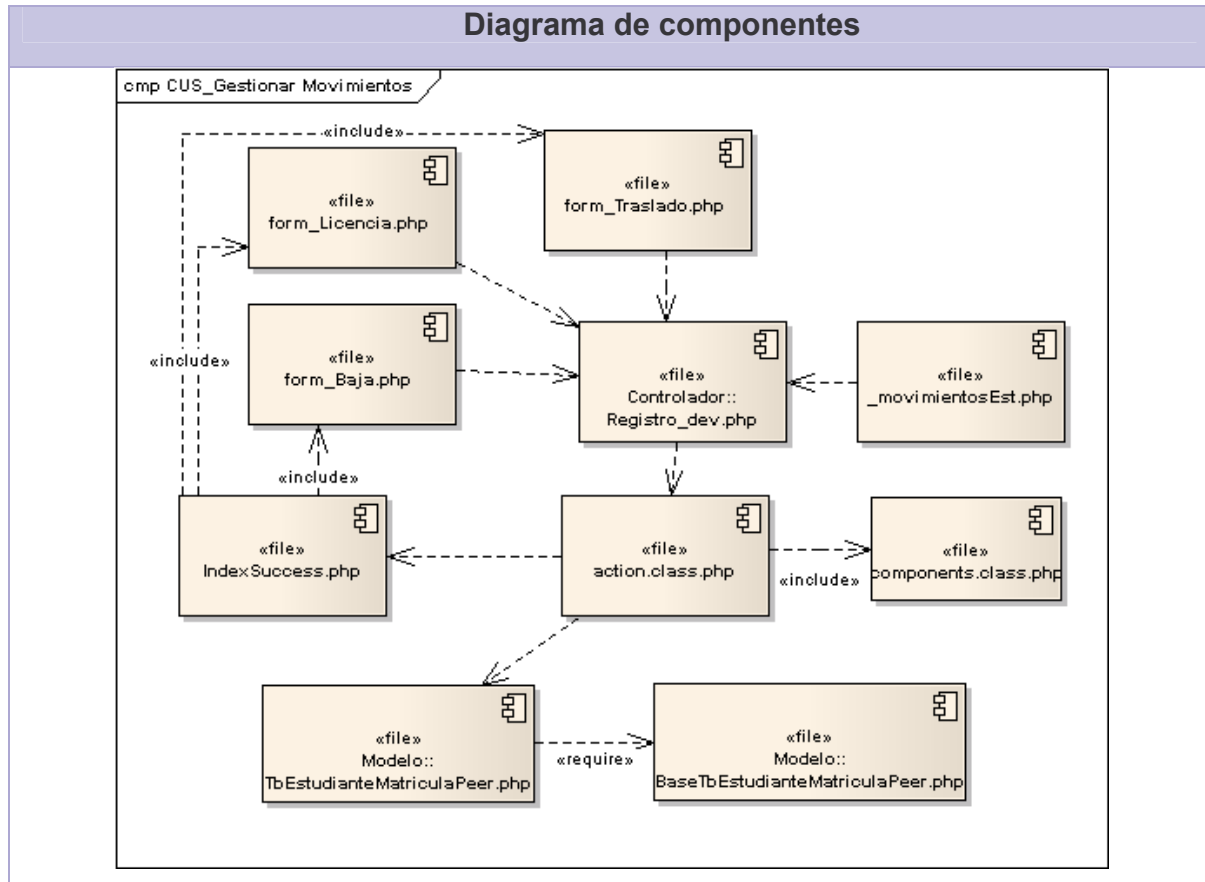 Diagrama de componentes
cmp CUS_Gestionar Movimientos
«include»
«file»
form_Licencia.php
«file»
form_Traslado.php
«include»
«file»
form_Baja.php
«file»
Controlador::
Registro_dev.php
«file»
_movimientosEst.php
«include»
«file»
IndexSuccess.php
«file»
action.class.php
«include»
«file»
components.class.php
«file»
Modelo::
TbEstudianteMatriculaPeer.php
«require»
«file»
Modelo::
BaseTbEstudianteMatriculaPeer.php